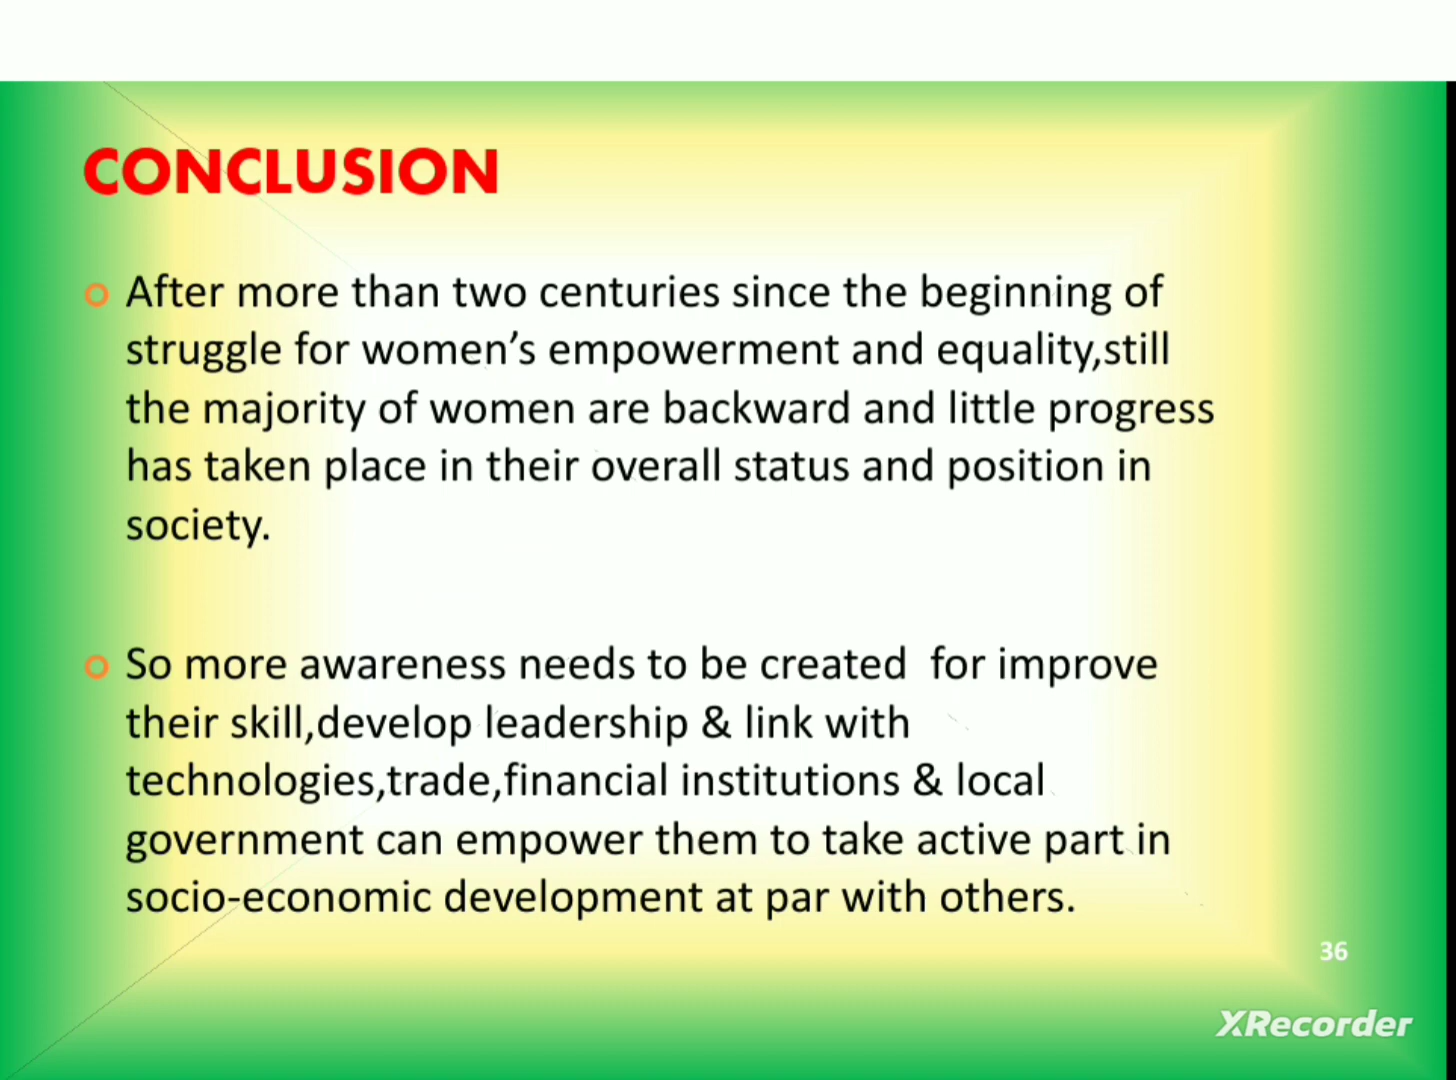 CONCLUSION
After more than two centuries since the beginning of
struggle for women’s empowerment and equality,still
the majority of women are backward and little progress
has taken place in their overall status and position in
society.
So more awareness needs to be created  for improve
their skill,develop leadership & link with
technologies,trade,financial institutions & local
government can empower them to take active part in
socio-economic development at par with others.
36
XRecorder